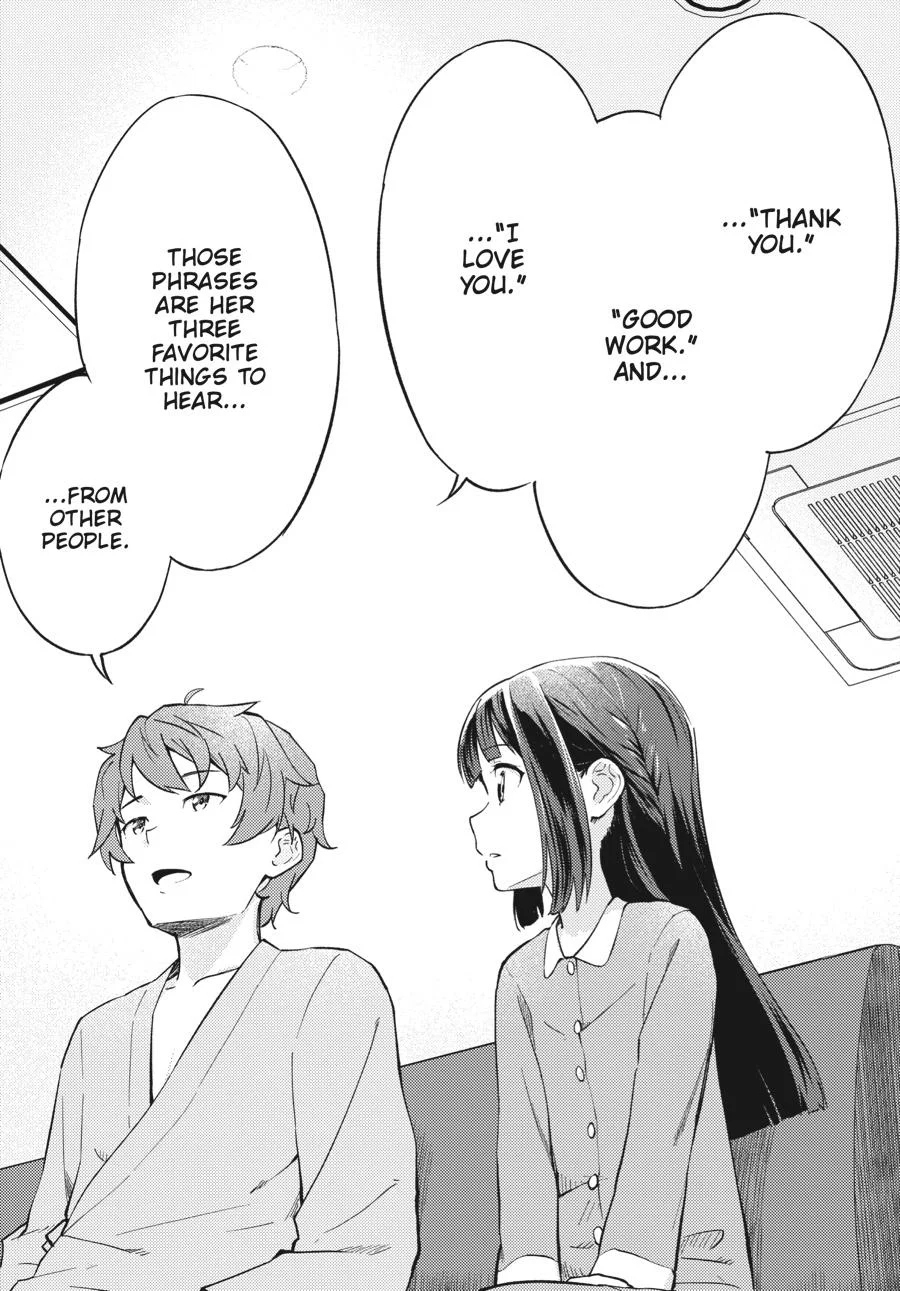 ..."THANK
YOU."
"GOOD
WORK."
AND...
..."I
LOVE
YOU."
THOSE
PHRASES
ARE HER
THREE
FAVORITE
THINGS TO
HEAR...
...FROM
OTHER
PEOPLE.